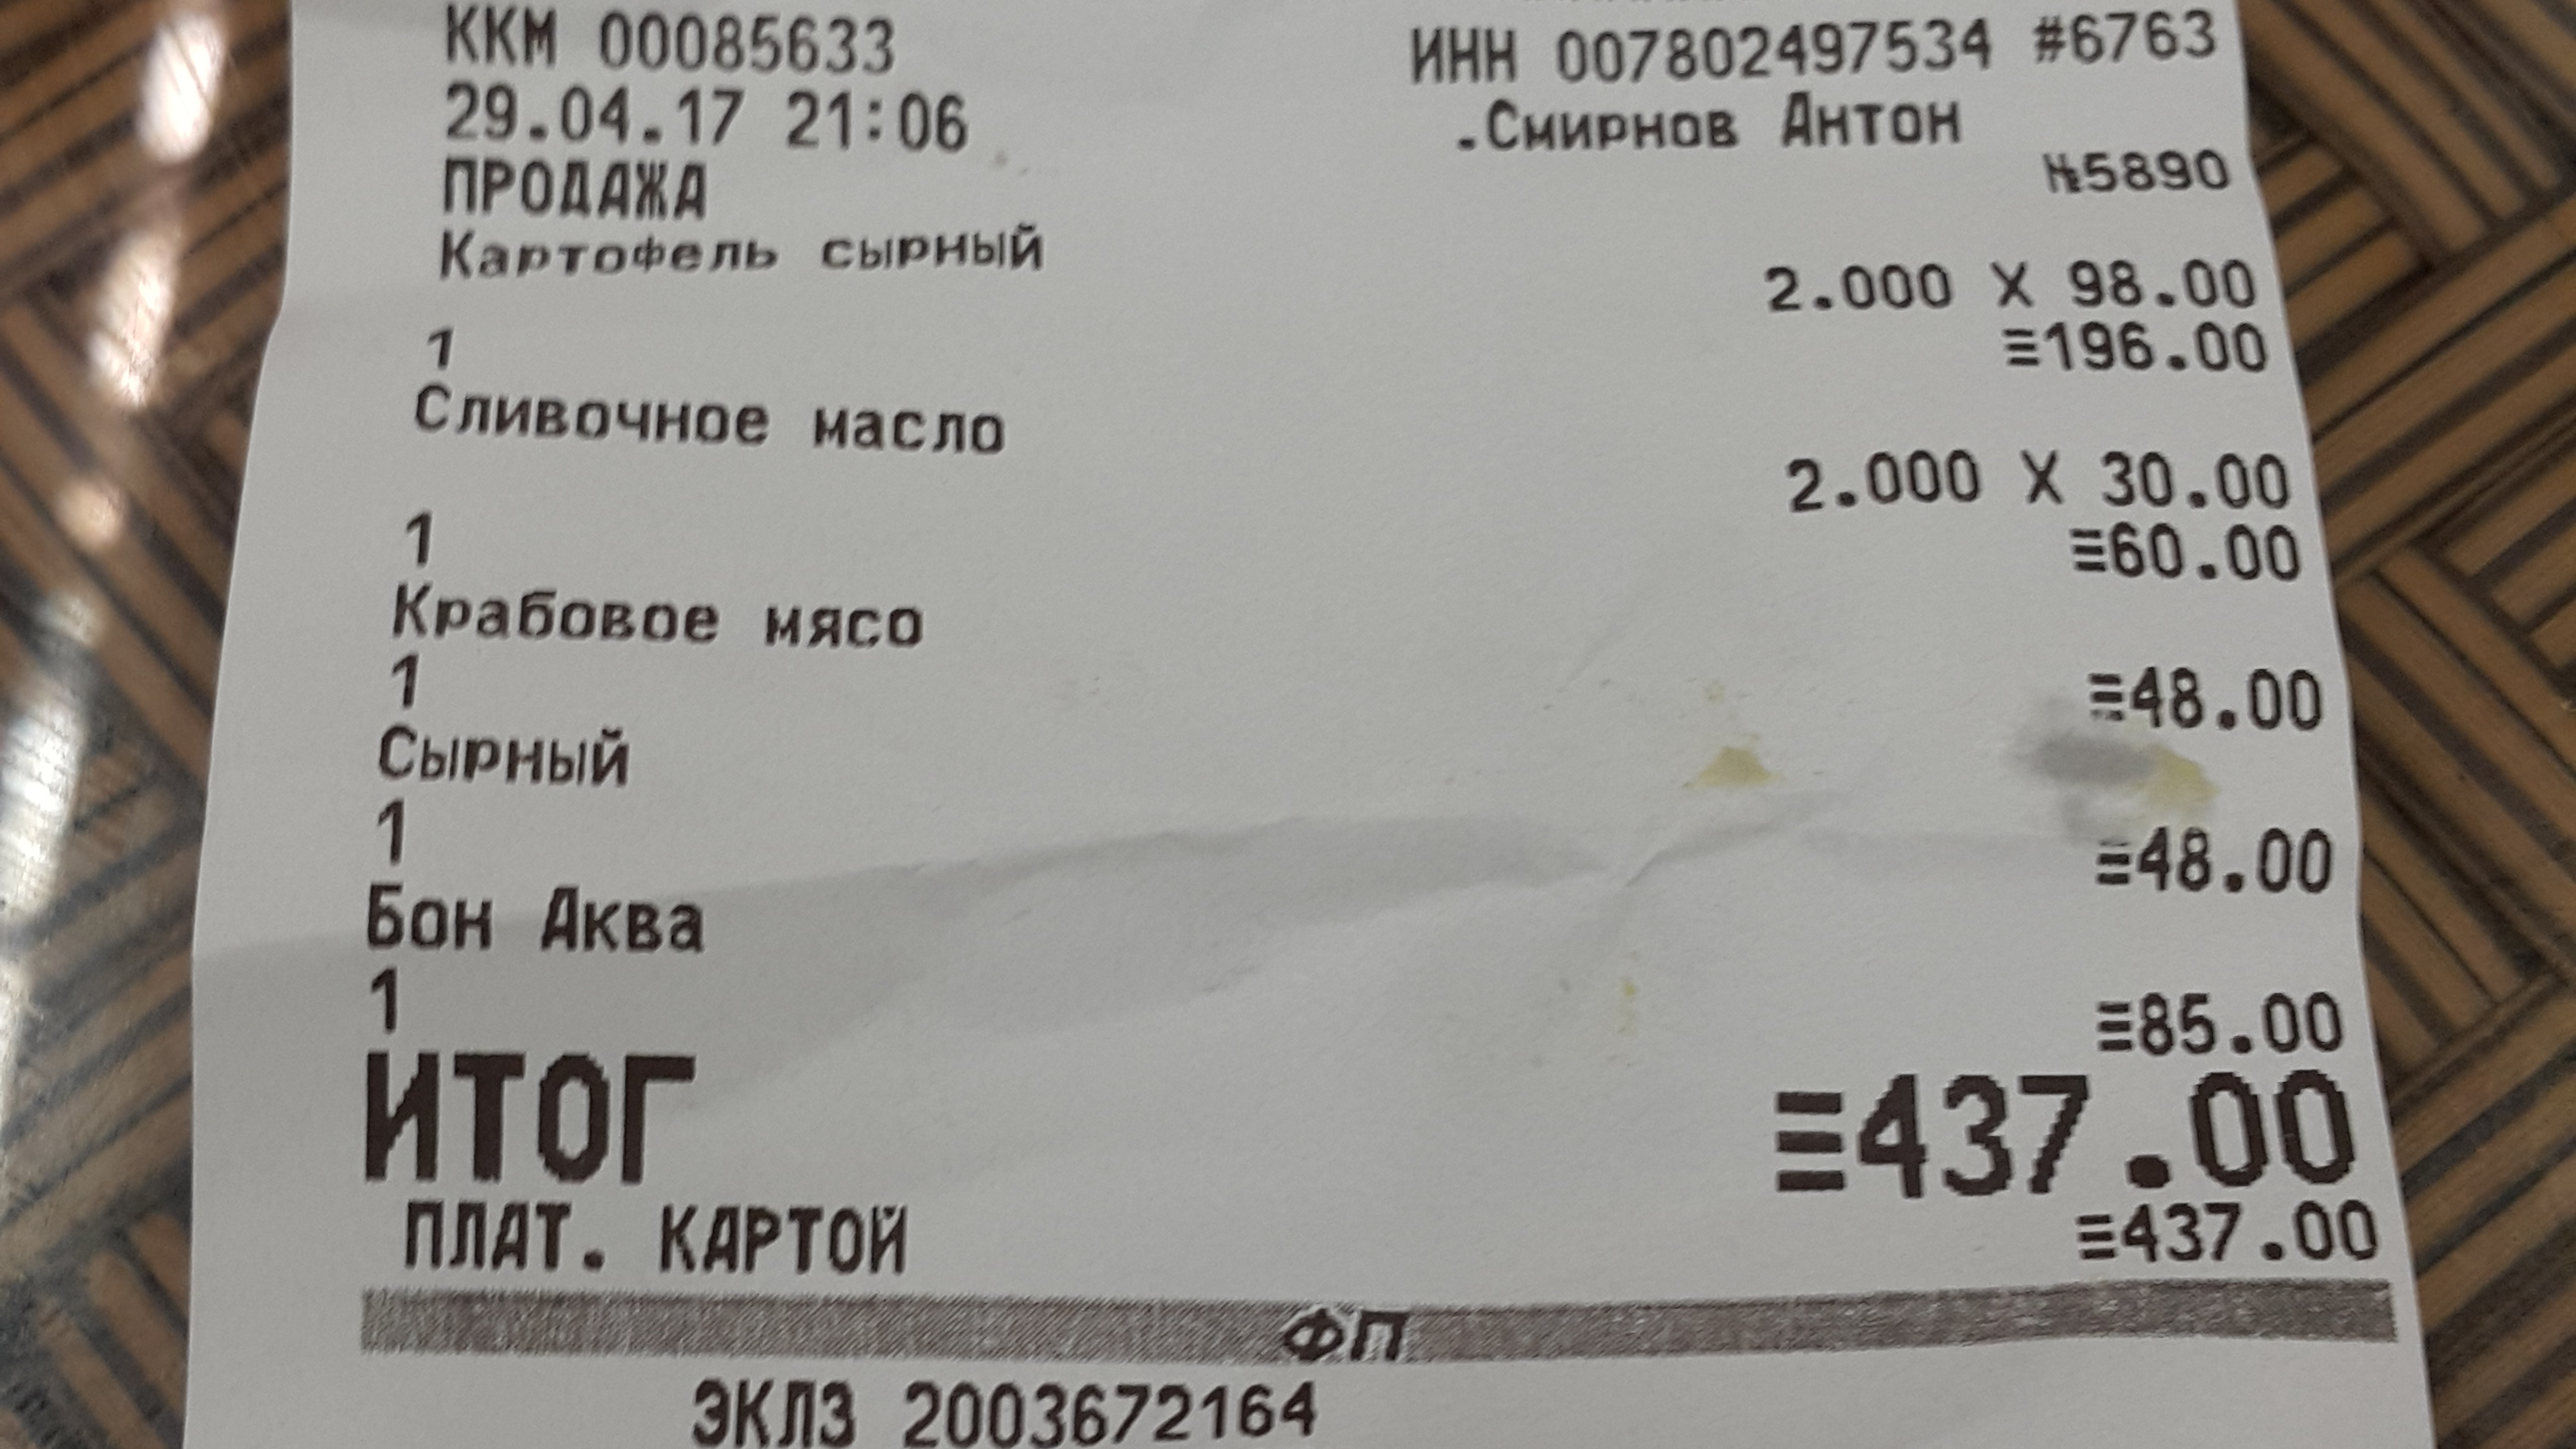 ККМ 00085633 ИНН 007802497534 #6763
29.04.17 21:06 .Смирнов Антон
ПРОДАЖА №5890
Картофель сырный
2.000 X 98.00
1 ≡196.00
Сливочное масло
2.000 X 30.00
1 ≡60.00
Крабовое мясо
1 ≡48.00
Сырный
1 ≡48.00
Бон Аква
1 ≡85.00
ИТОГ ≡437.00
ПЛАТ. КАРТОЙ ≡437.00
ФП
ЭКЛЗ 2003672164